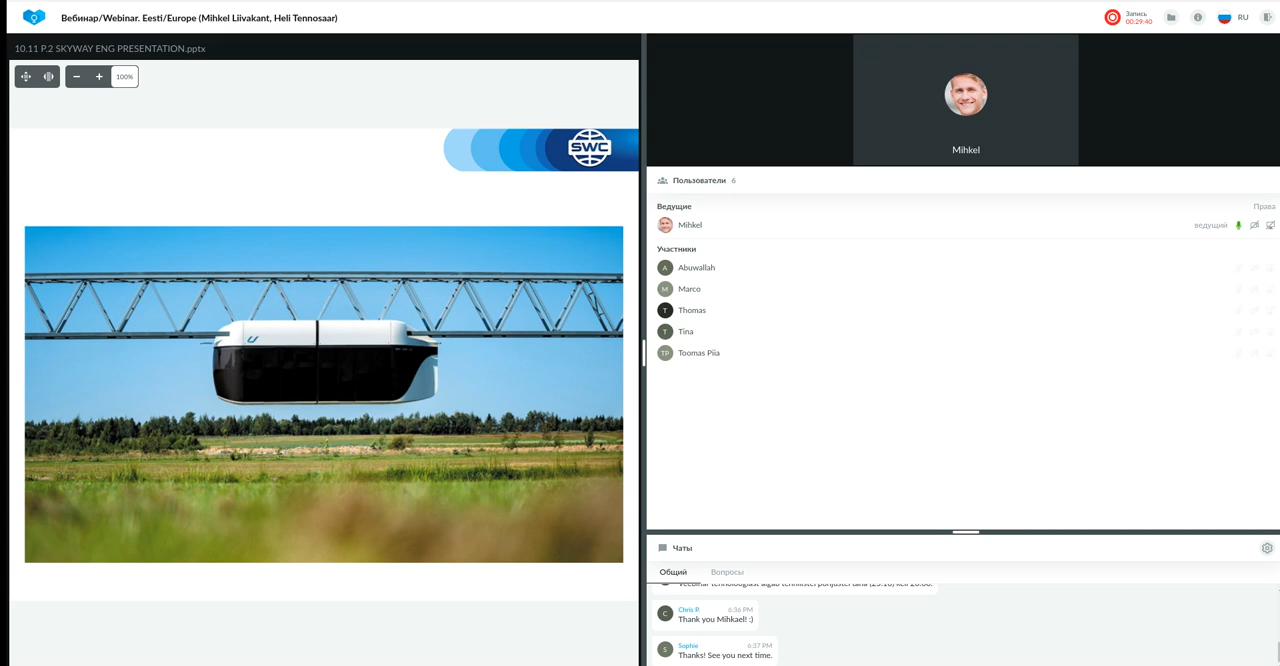 Вебинар/Webinar. Eesti/Europe (Mihkel Liivakant, Heli Tennosaar)
Запись
00:29:40
RU
10.11 P.2 SKYWAY ENG PRESENTATION.pptx
100%
SWC
Mihkel
Пользователи 6
Ведущие Права
Mihkel ведущий
Участники
A Abuwallah
M Marco
T Thomas
T Tina
TP Toomas Piia
Чаты
Общий Вопросы
C Chris P. 6:36 PM
Thank you Mihkael! :)
S Sophie 6:37 PM
Thanks! See you next time.